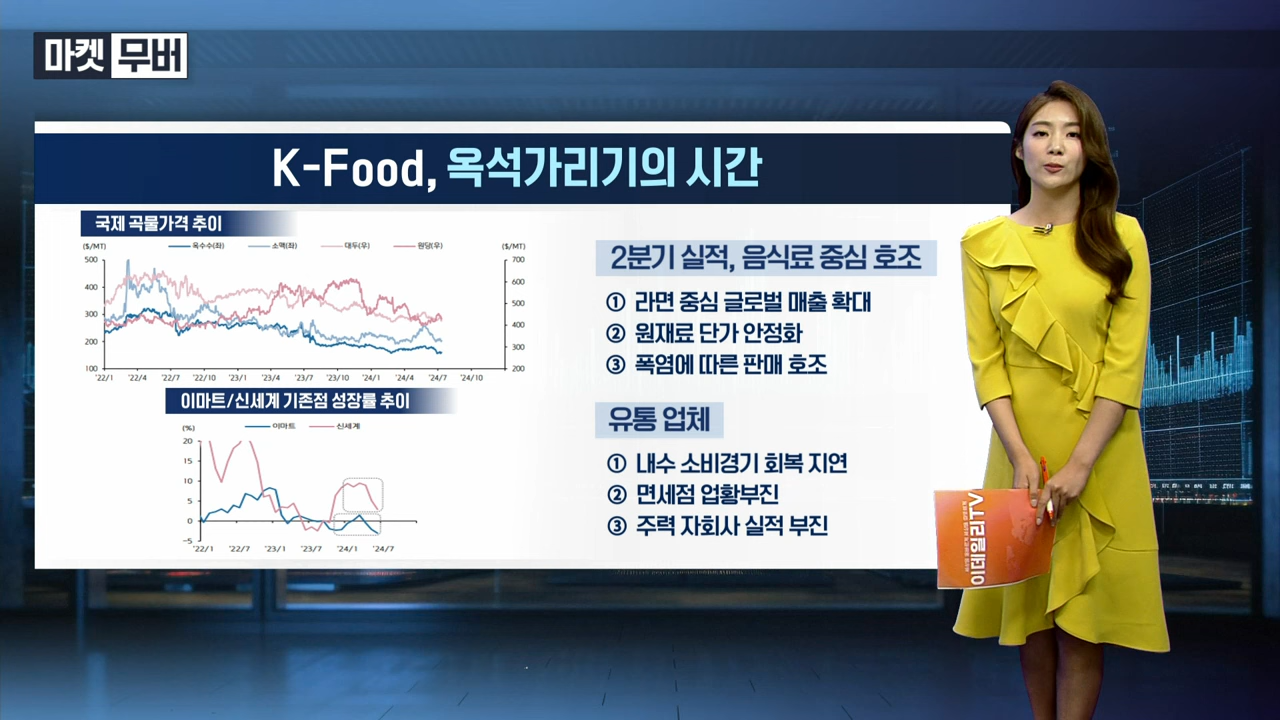 마켓무버
K-Food, 옥석가리기의 시간
국제 곡물가격 추이
($/MT) 옥수수(좌) 소맥(좌) 대두(우) 원당(우) ($/MT)
500 700
400 600
300 500
200 400
100 300
200
'22/1 '22/4 '22/7 '22/10 '23/1 '23/4 '23/7 '23/10 '24/1 '24/4 '24/7 '24/10
이마트/신세계 기존점 성장률 추이
(%) 이마트 신세계
20
15
10
5
0
-5
'22/1 '22/7 '23/1 '23/7 '24/1 '24/7
2분기 실적, 음식료 중심 호조
① 라면 중심 글로벌 매출 확대
② 원재료 단가 안정화
③ 폭염에 따른 판매 호조
유통 업체
① 내수 소비경기 회복 지연
② 면세점 업황부진
③ 주력 자회사 실적 부진
이데일리TV